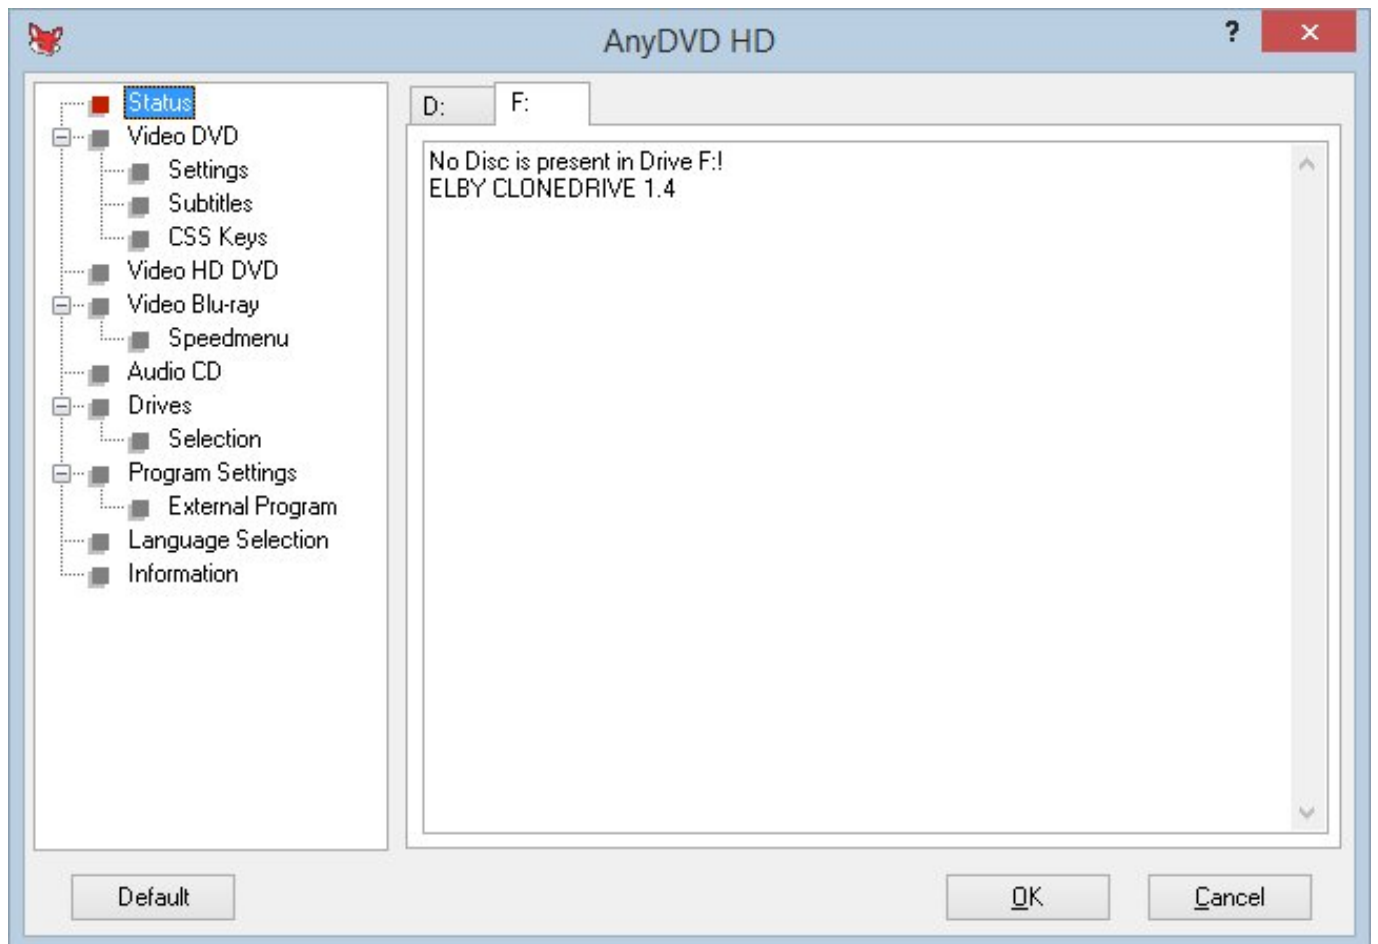 AnyDVD HD
?
Status
Video DVD
Settings
Subtitles
CSS Keys
Video HD DVD
Video Blu-ray
Speedmenu
Audio CD
Drives
Selection
Program Settings
External Program
Language Selection
Information
D:
F:
No Disc is present in Drive F:!
ELBY CLONEDRIVE 1.4
Default
OK
Cancel